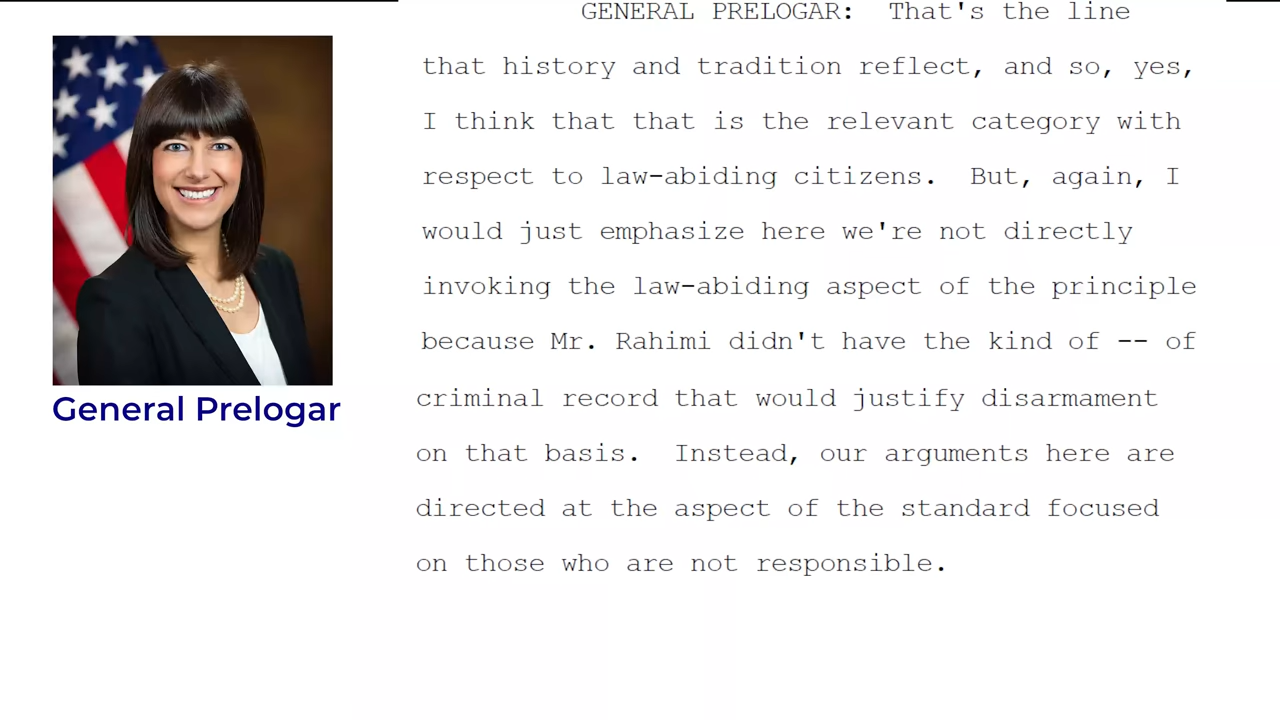 GENERAL PRELOGAR: That's the line
that history and tradition reflect, and so, yes,
I think that that is the relevant category with
respect to law-abiding citizens. But, again, I
would just emphasize here we're not directly
invoking the law-abiding aspect of the principle
because Mr. Rahimi didn't have the kind of -- of
criminal record that would justify disarmament
on that basis. Instead, our arguments here are
directed at the aspect of the standard focused
on those who are not responsible.
General Prelogar